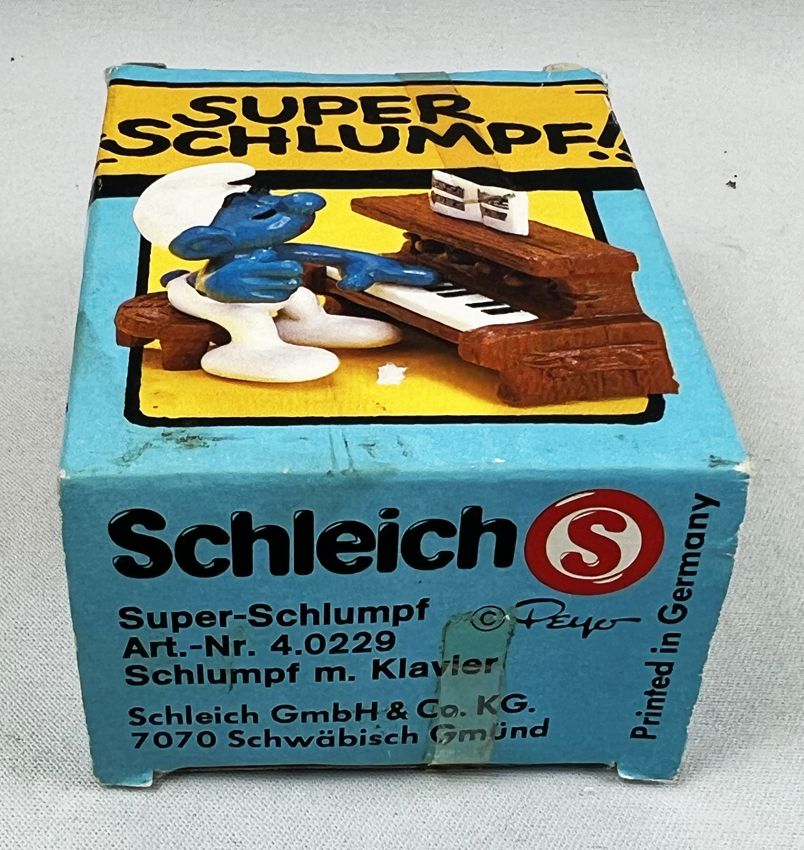 SUPER
SCHLUMPF!!
Schleich S
Super-Schlumpf © Peyo
Art.-Nr. 4.0229
Schlumpf m. Klavier
Schleich GmbH & Co. KG.
7070 Schwäbisch Gmünd
Printed in Germany